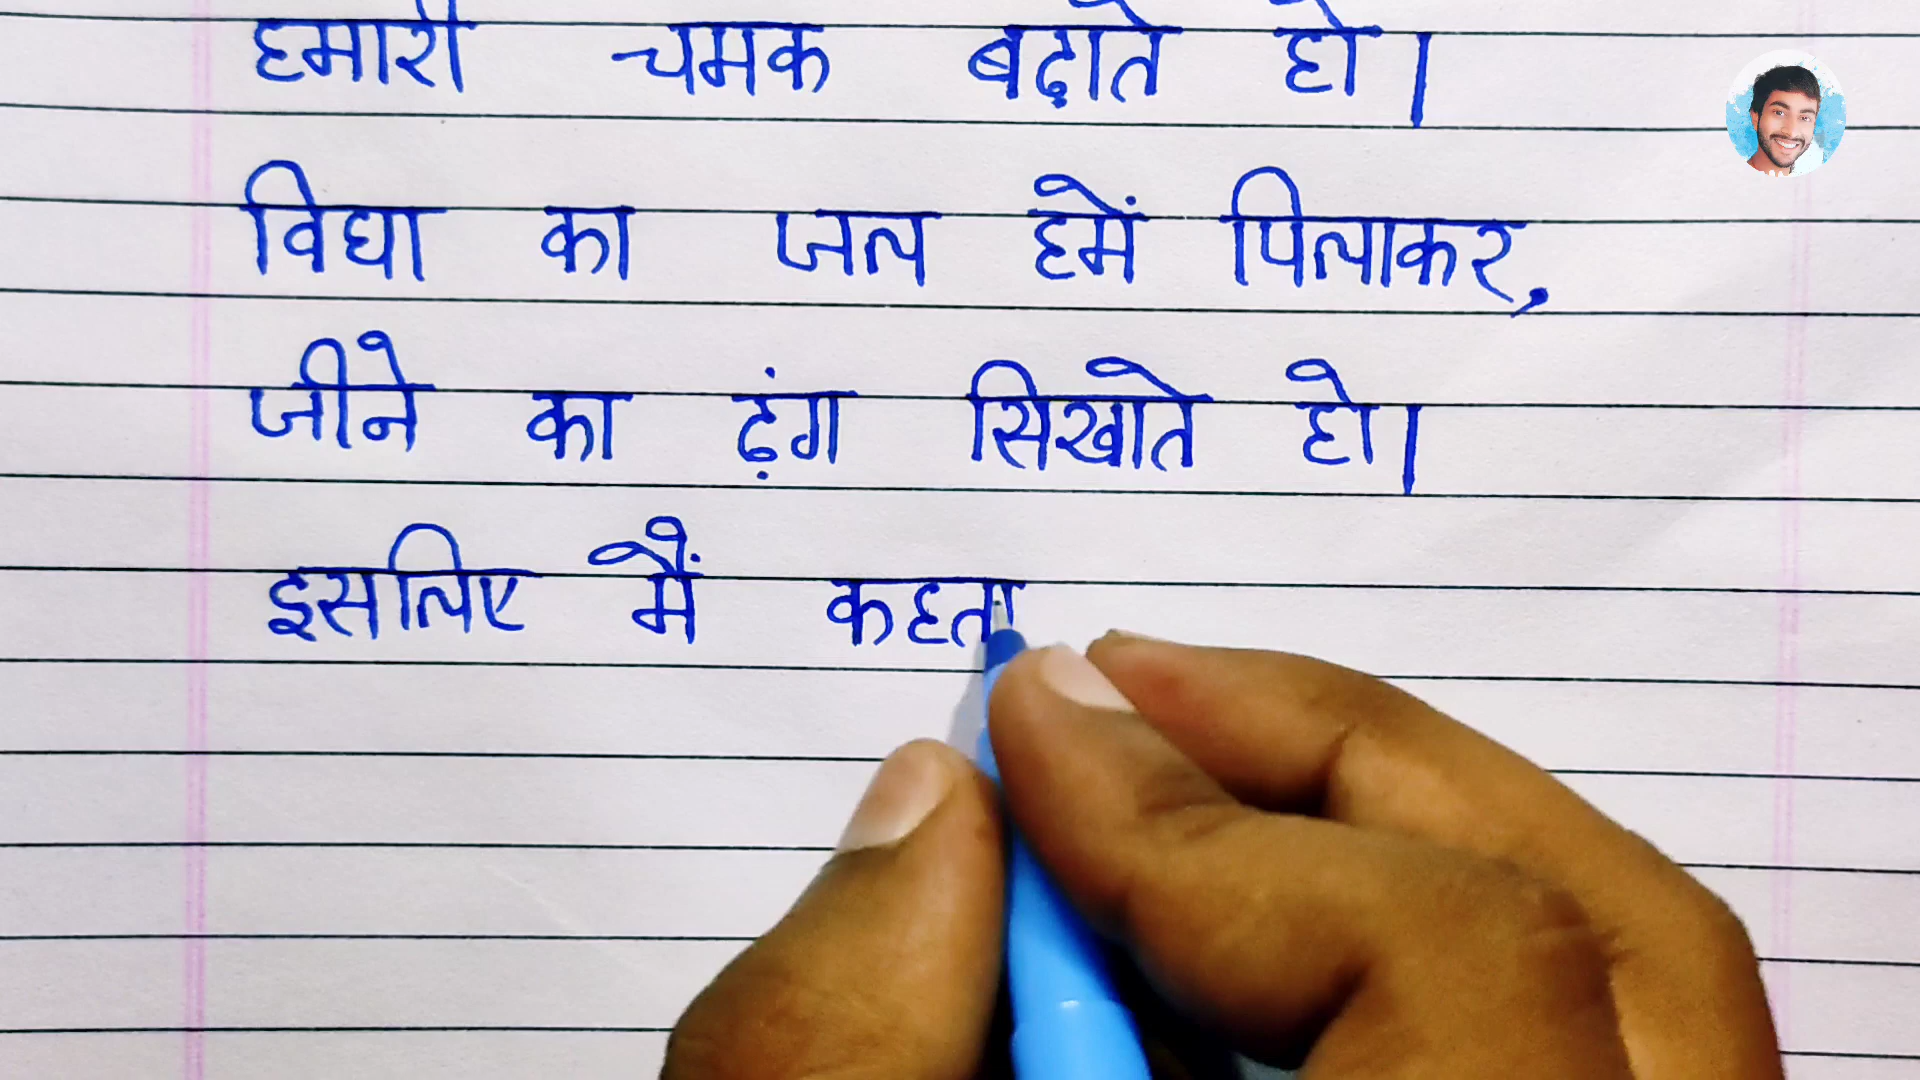 हमारी चमक बढ़ाते हो।
विघा का जल हमें पिलाकर,
जीने का ढ़ंग सिखाते हो।
इसलिए मैं कहता